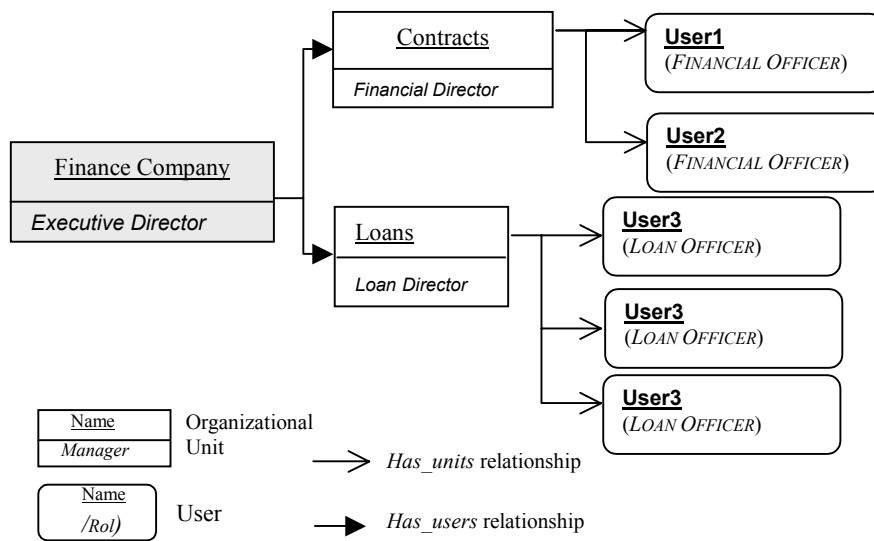 Contracts
Financial Director
User1
(FINANCIAL OFFICER)
User2
(FINANCIAL OFFICER)
Finance Company
Executive Director
Loans
Loan Director
User3
(LOAN OFFICER)
User3
(LOAN OFFICER)
User3
(LOAN OFFICER)
Name
Manager
Organizational
Unit
Has_units relationship
Name
/Rol)
User
Has_users relationship